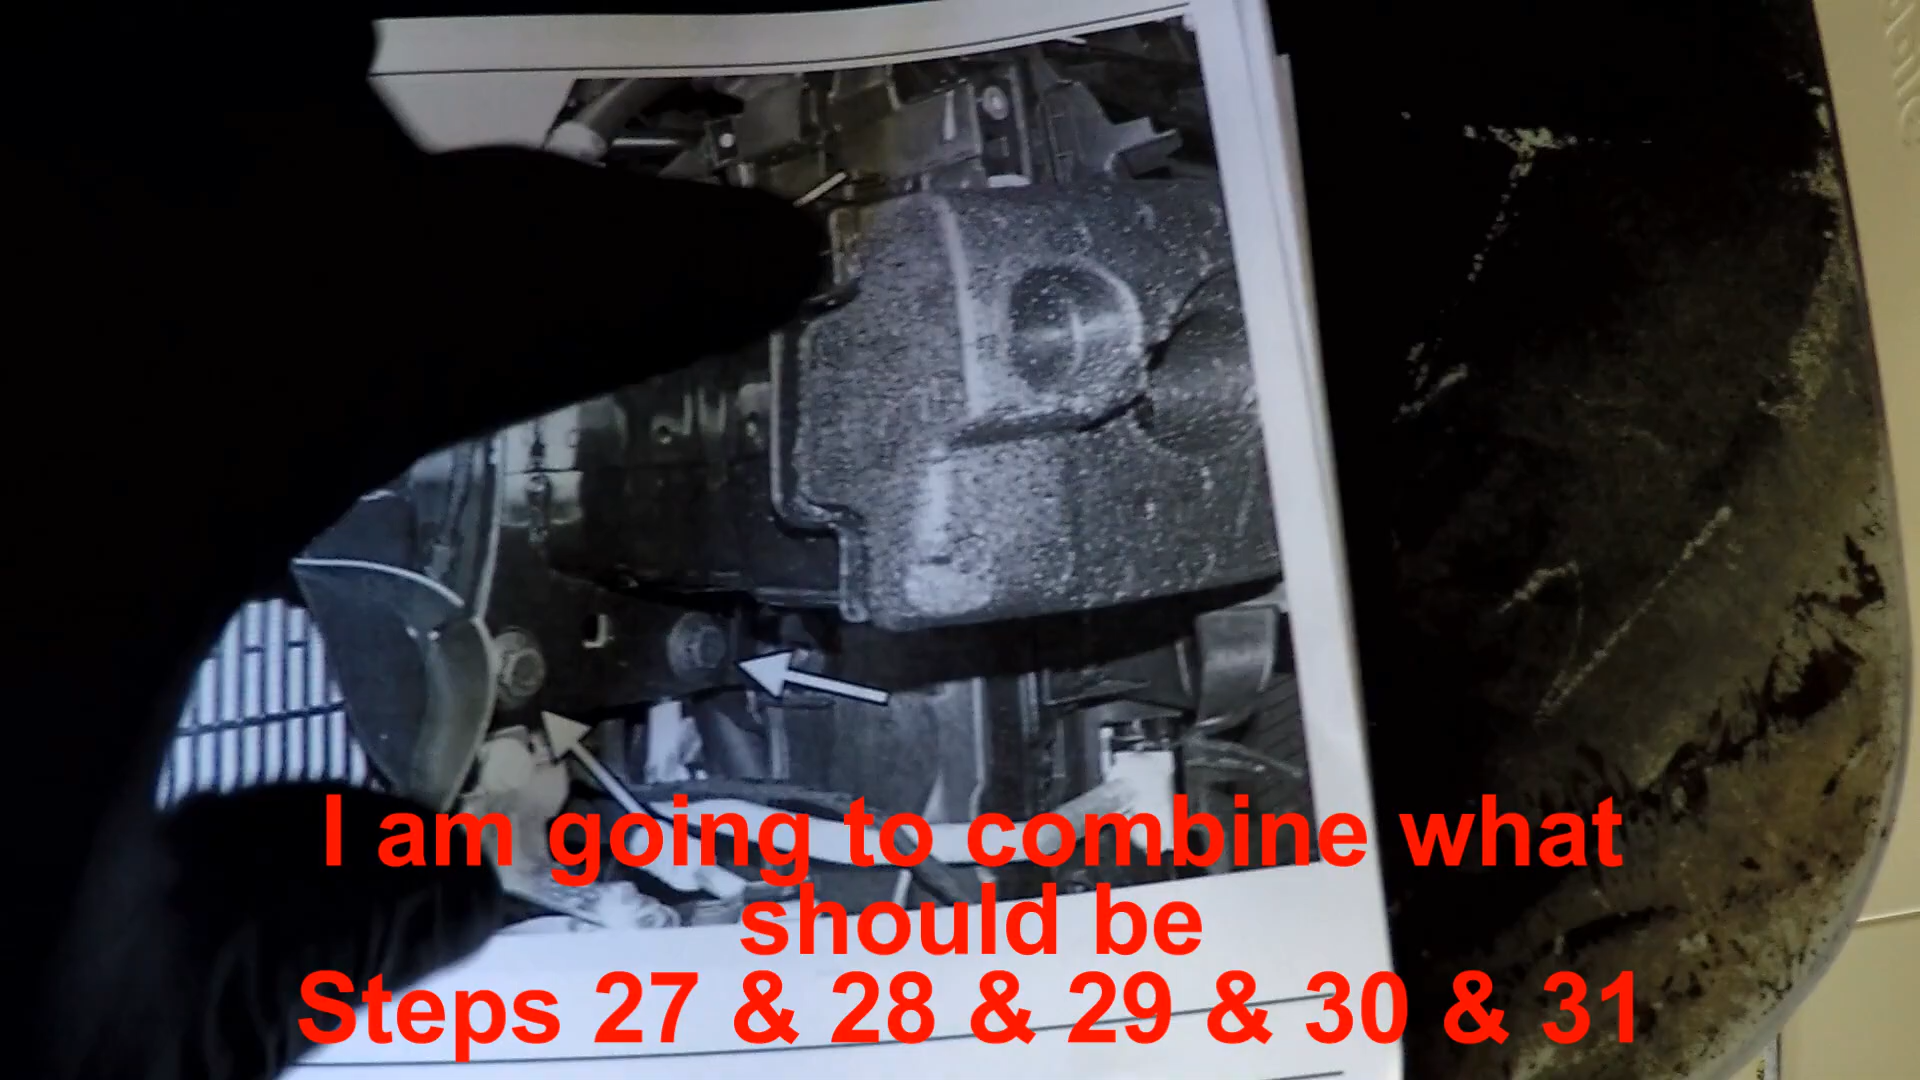 I am going to combine what
should be
Steps 27 & 28 & 29 & 30 & 31